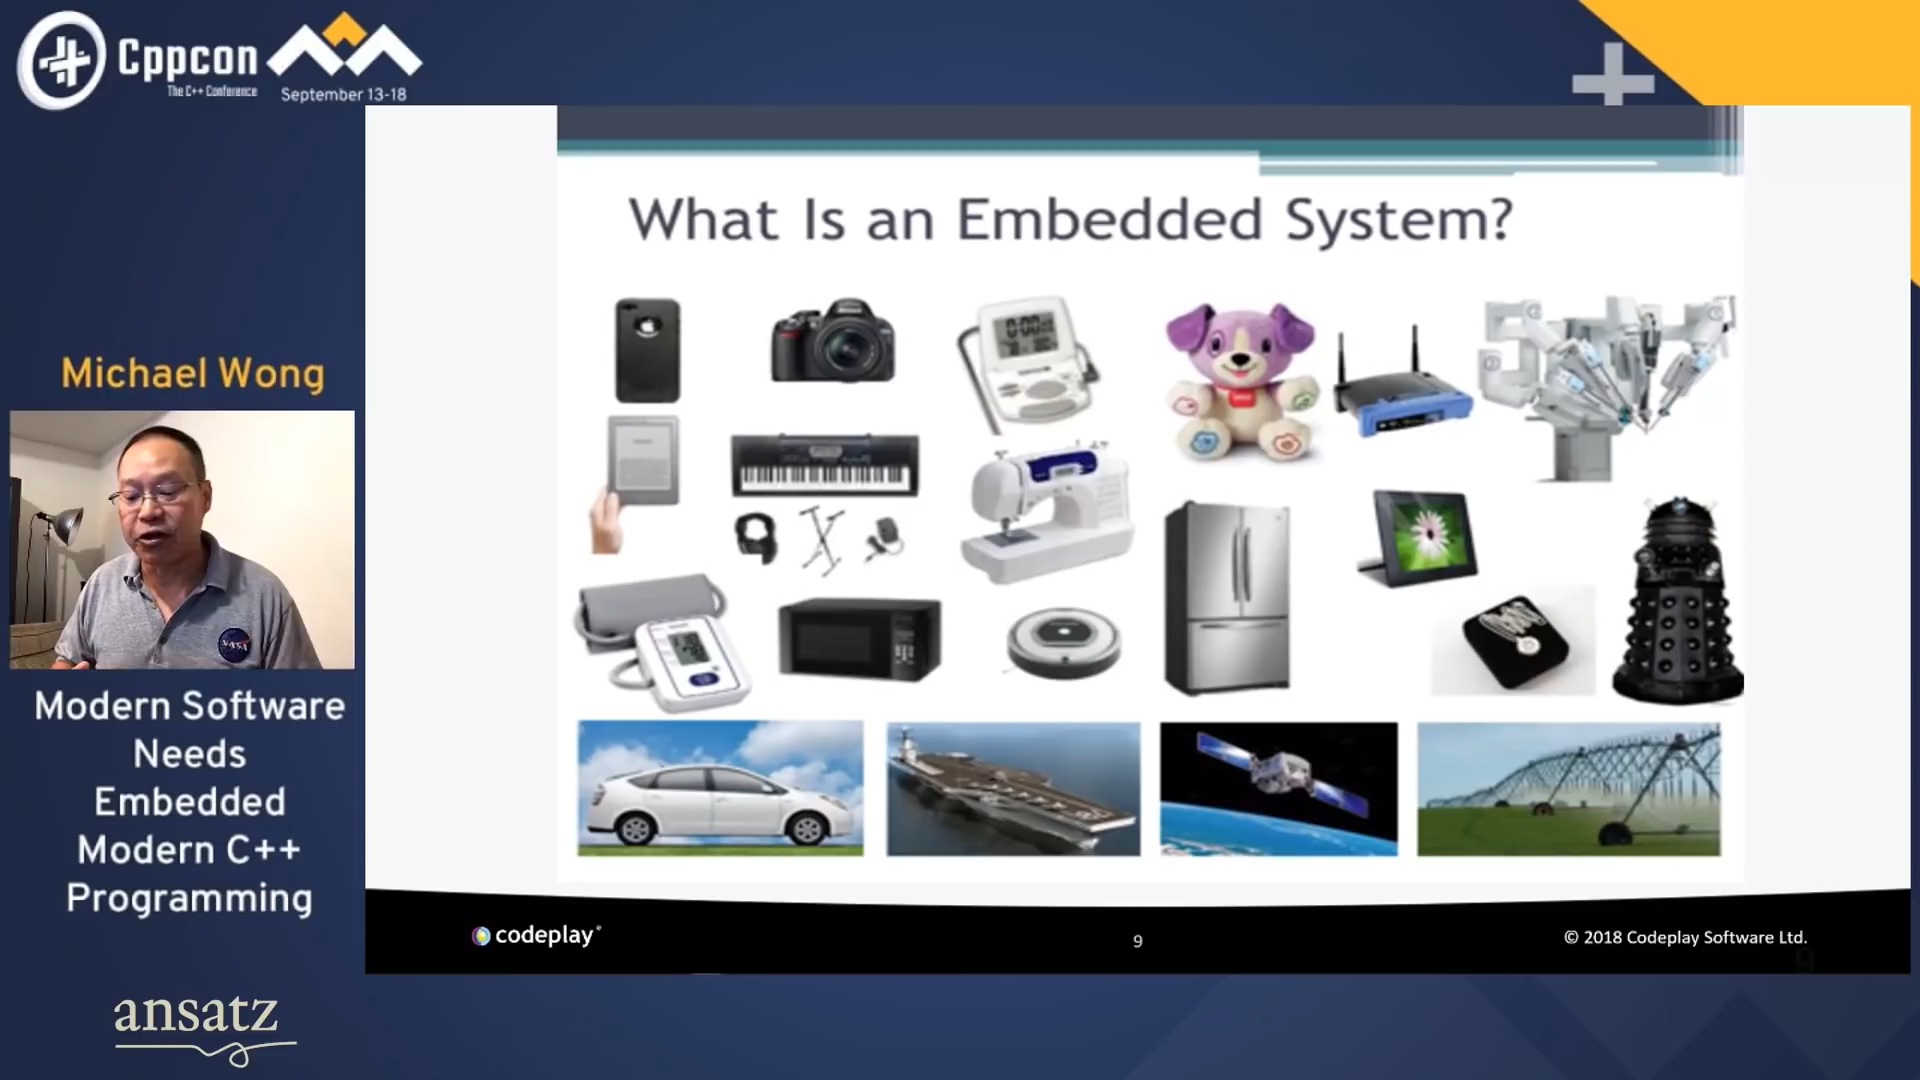 Cppcon
The C++ Conference
September 13-18
What Is an Embedded System?
Michael Wong
NASA
Modern Software
Needs
Embedded
Modern C++
Programming
codeplay
9
© 2018 Codeplay Software Ltd.
ansatz